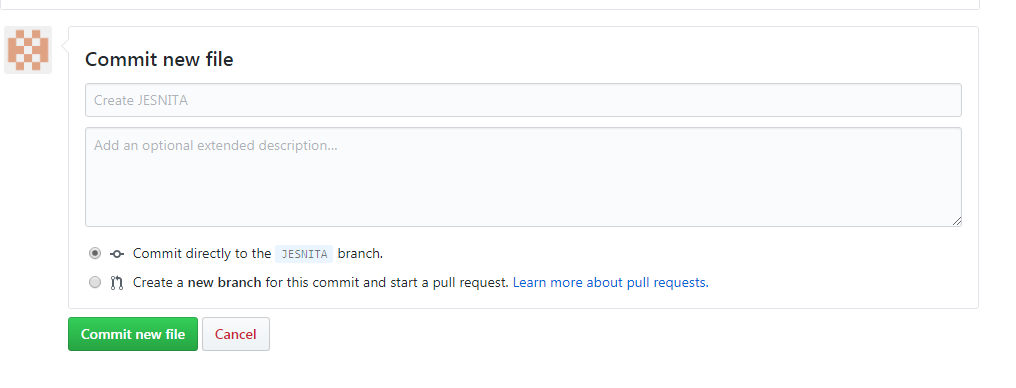 Commit new file
Create JESNITA
Add an optional extended description...
Commit directly to the JESNITA branch.
Create a new branch for this commit and start a pull request. Learn more about pull requests.
Commit new file
Cancel